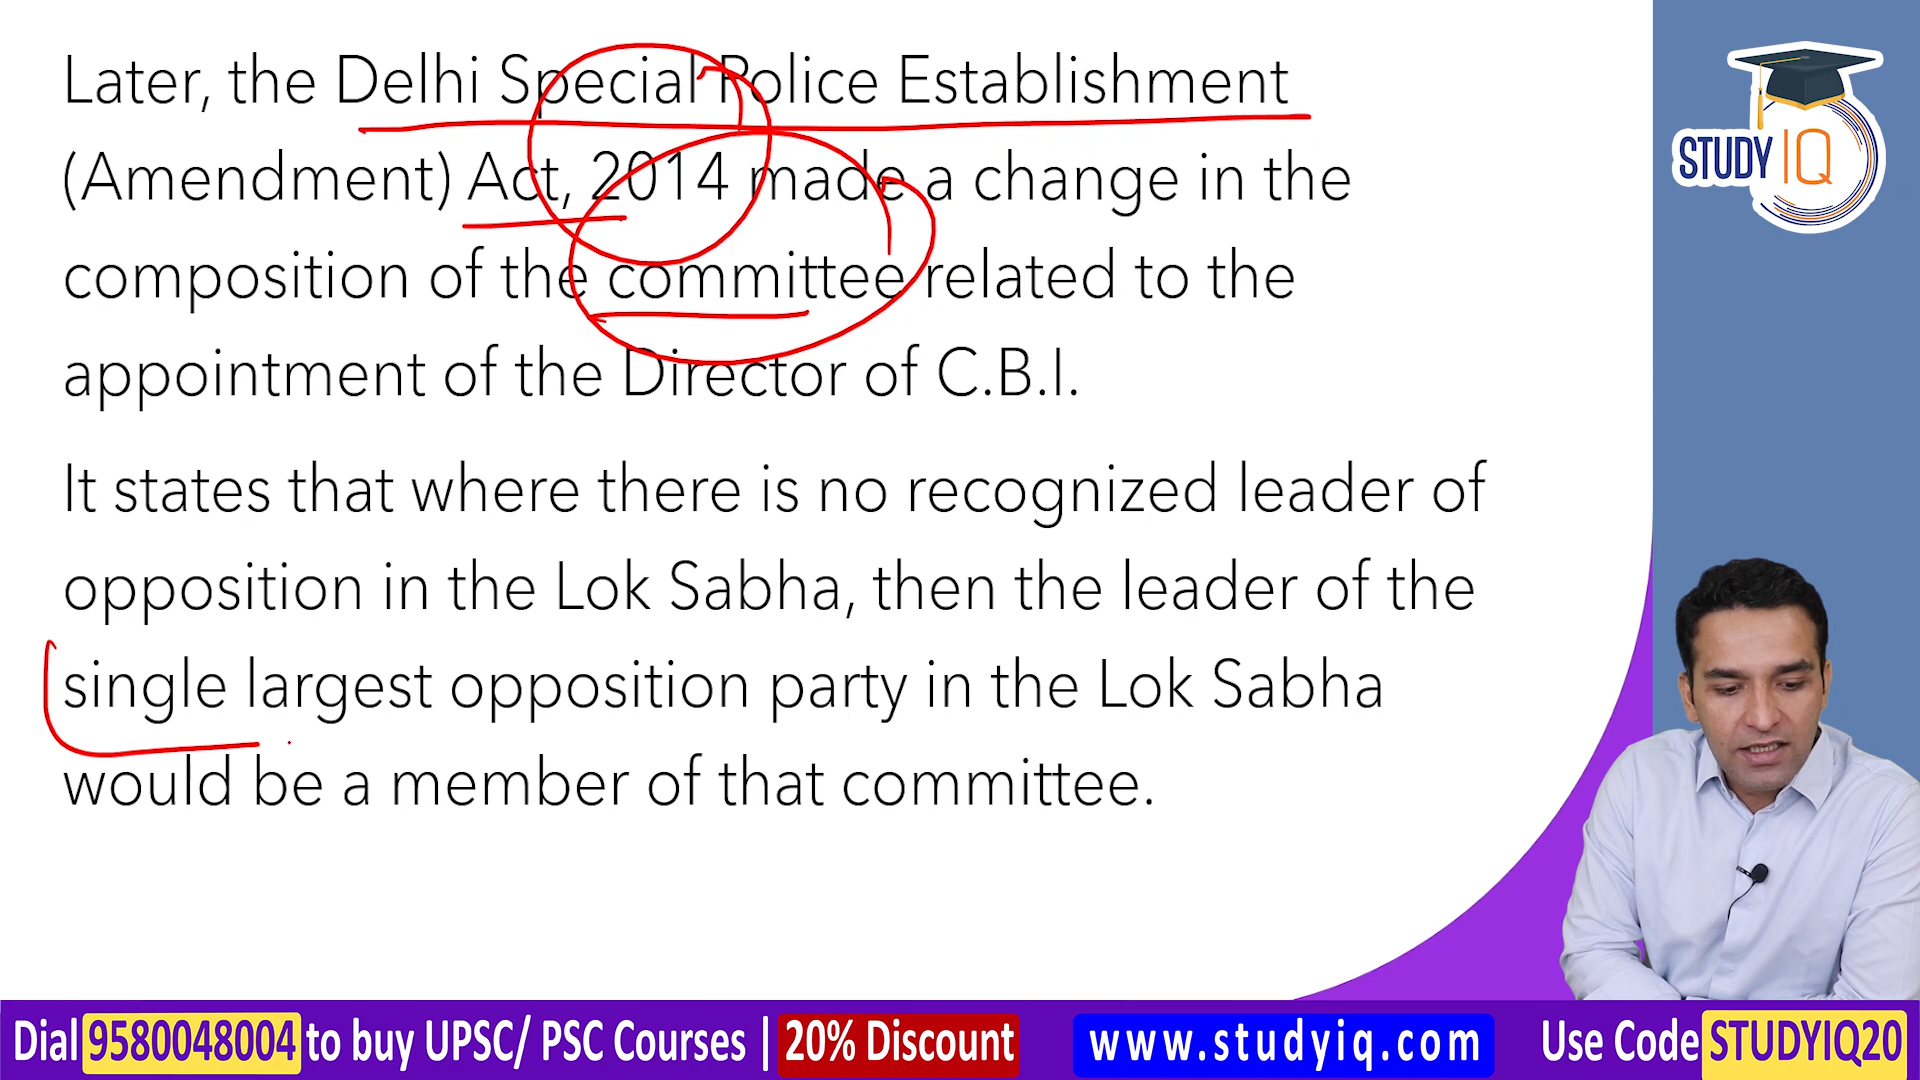 Later, the Delhi Special Police Establishment
(Amendment) Act, 2014 made a change in the
composition of the committee related to the
appointment of the Director of C.B.I.
It states that where there is no recognized leader of
opposition in the Lok Sabha, then the leader of the
single largest opposition party in the Lok Sabha
would be a member of that committee.
STUDY IQ
Dial 9580048004 to buy UPSC/ PSC Courses | 20% Discount www.studyiq.com Use Code STUDYIQ20